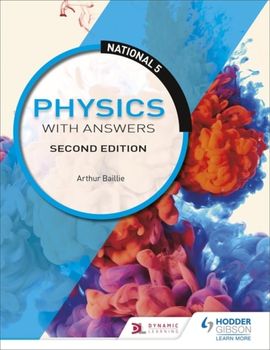 NATIONAL 5
PHYSICS
WITH ANSWERS
SECOND EDITION
Arthur Baillie
DYNAMIC
LEARNING
HODDER
GIBSON
LEARN MORE